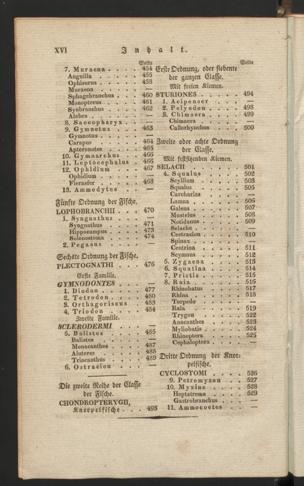 XVI Inhalt.
Seite
7. Muraena . . . . 454
Anguilla . . . . 455
Ophisurus . . . . 458
Muraena . . . . —
Sphagebranchus . . 460
Monopterus . . . 461
Synbranchus . . . 462
Alabes . . . . —
8. Saccopharyx . . —
9. Gymnotus . . . 463
Gymnotus . . . —
Carapus . . . . 464
Apteronotus . . . 465
10. Gymnarchus . . 466
11. Leptocephalus . . 466
12. Ophidium . . . 467
Ophidium . . . —
Fierasfer . . . 468
13. Ammodytes . . —
Fünfte Ordnung der Fische.
LOPHOBRANCHII . . . 470
1. Syngnathus . . —
Syngnathus . . . 471
Hippocampus . . . 473
Solenostoma . . . 474
2. Pegasus . . . —
Sechste Ordnung der Fische.
PLECTOGNATHI . . . 476
Erste Familie.
GYMNODONTES . . . —
1. Diodon . . . . 477
2. Tetrodon . . . 480
3. Orthagoriscus . . 483
4. Triodon . . . . 484
Zweite Familie.
SCLERODERMI . . . —
5. Balistes . . . . 485
Balistes . . . . —
Monacanthus . . . 487
Aluteres . . . . 488
Triacanthus . . . 489
6. Ostracion . . . —
Die zweite Reihe der Classe
der Fische.
CHONDROPTERYGII,
Knorpelfische . . . 493
Seite
Erste Ordnung, oder siebente
der ganzen Classe.
Mit freien Kiemen.
STURIONES . . . . 494
1. Acipenser . . . —
2. Polyodon . . . 498
3. Chimaera . . . 499
Chimaera . . . —
Callorhynchus . . 500
Zweite oder achte Ordnung
der Classe.
Mit festsitzenden Kiemen.
SELACII . . . . 501
4. Squalus . . . . 502
Scyllium . . . . 503
Squalus . . . . 505
Carcharias . . . —
Lamna . . . . 506
Galeus . . . . 507
Mustelus . . . . 508
Notidanus . . . 509
Selache . . . . —
Cestracion . . . 510
Spinax . . . . —
Centrina . . . . 511
Scymnus . . . . 512
5. Zygaena . . . . 513
6. Squatina . . . 514
7. Pristis . . . . 515
8. Raia . . . . . 516
Rhinobatus . . . 517
Rhina . . . . . 518
Torpedo . . . . —
Raia . . . . . 519
Trygon . . . . 522
Anacanthus . . . 523
Myliobatis . . . 524
Rhinoptera . . . 525
Cephaloptera . . —
Dritte Ordnung der Knor-
pelfische.
CYCLOSTOMI . . . . 526
9. Petromyzon . . 527
10. Myxine . . . . 528
Heptatrema . . . 529
Gastrobranchus . . —
11. Ammocoetes . . —